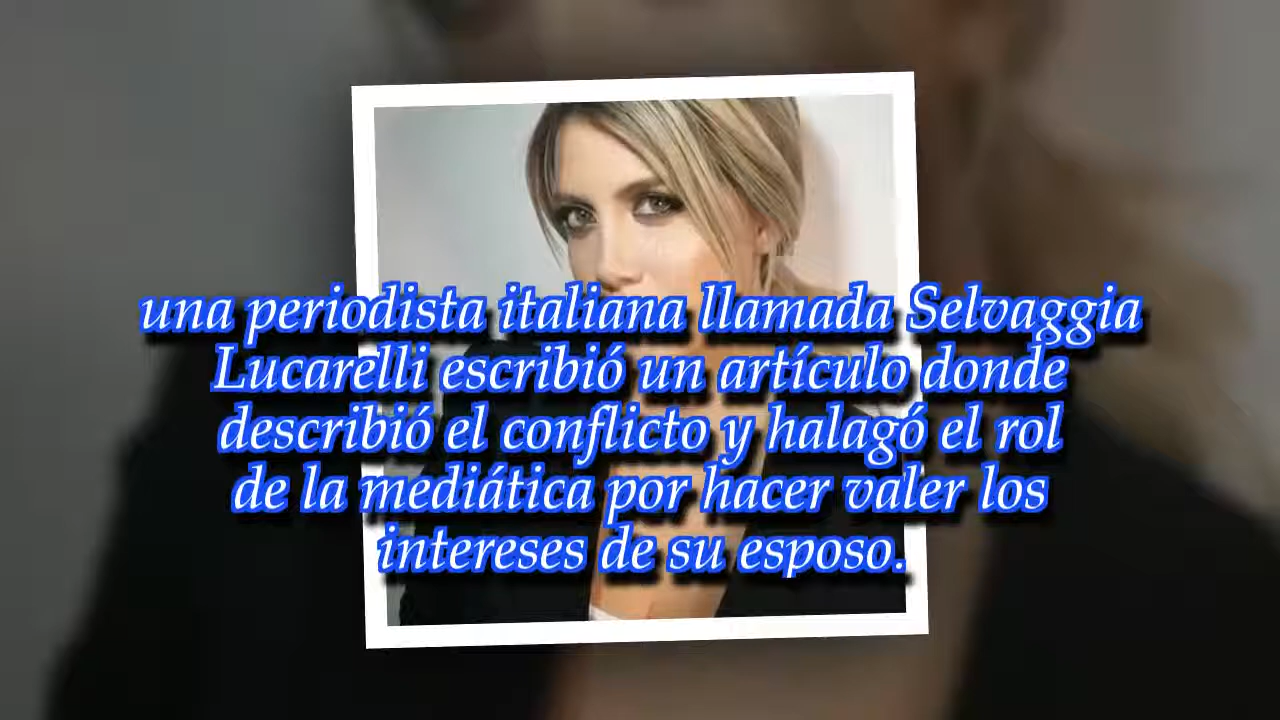 una periodista italiana llamada Selvaggia
Lucarelli escribió un artículo donde
describió el conflicto y halagó el rol
de la mediática por hacer valer los
intereses de su esposo.